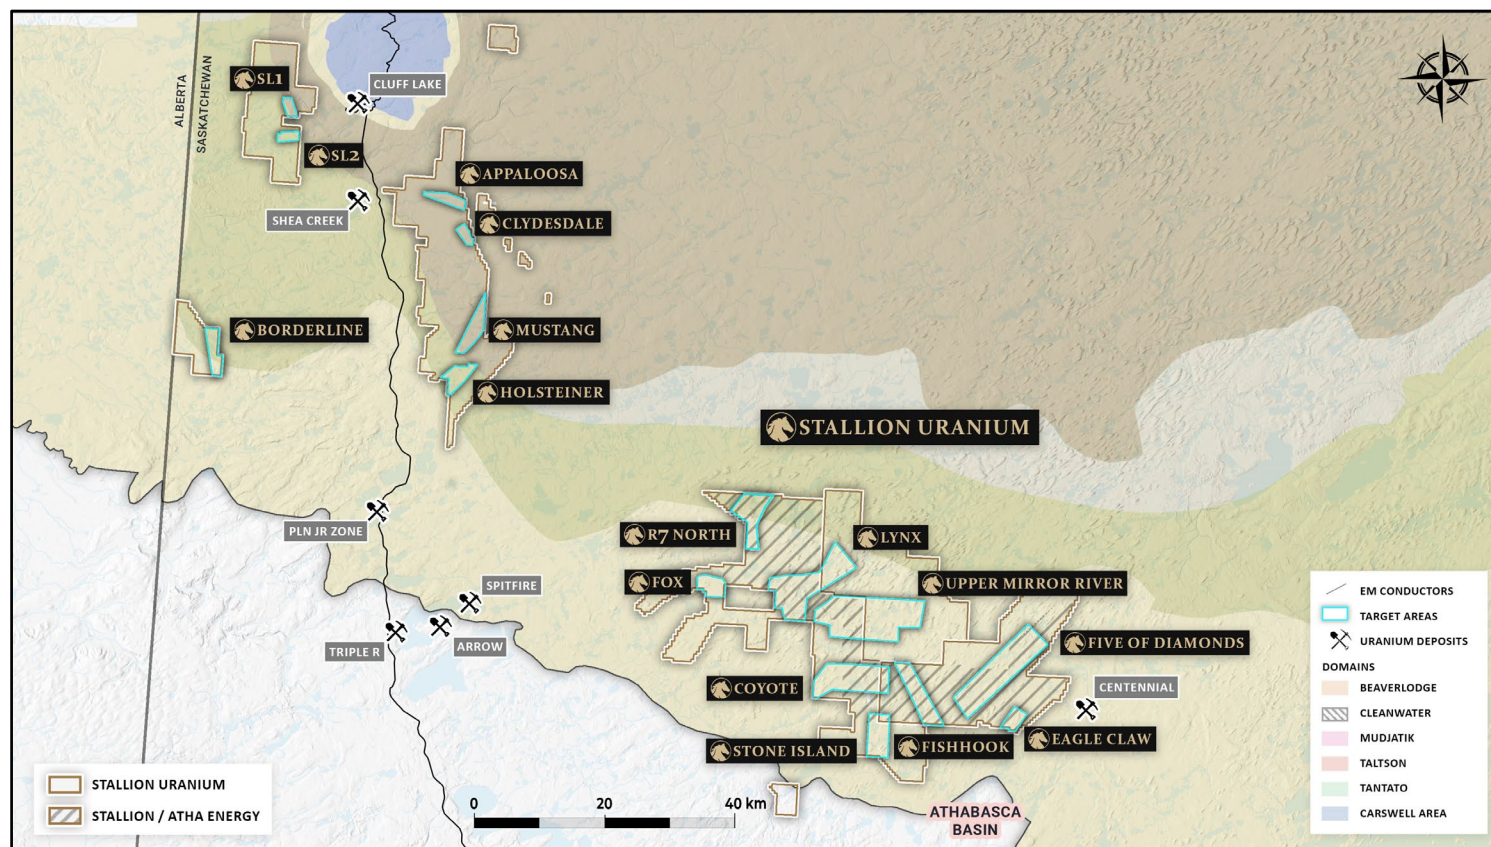 ALBERTA
SASKATCHEWAN
SL1
CLUFF LAKE
SL2
APPALOOSA
SHEA CREEK
CLYDESDALE
BORDERLINE
MUSTANG
HOLSTEINER
STALLION URANIUM
PLN JR ZONE
R7 NORTH
LYNX
FOX
UPPER MIRROR RIVER
SPITFIRE
TRIPLE R
ARROW
FIVE OF DIAMONDS
COYOTE
CENTENNIAL
STONE ISLAND
FISHHOOK
EAGLE CLAW
STALLION URANIUM
STALLION / ATHA ENERGY
0 20 40 km
ATHABASCA
BASIN
EM CONDUCTORS
TARGET AREAS
URANIUM DEPOSITS
DOMAINS
BEAVERLODGE
CLEANWATER
MUDJATIK
TALTSON
TANTATO
CARSWELL AREA